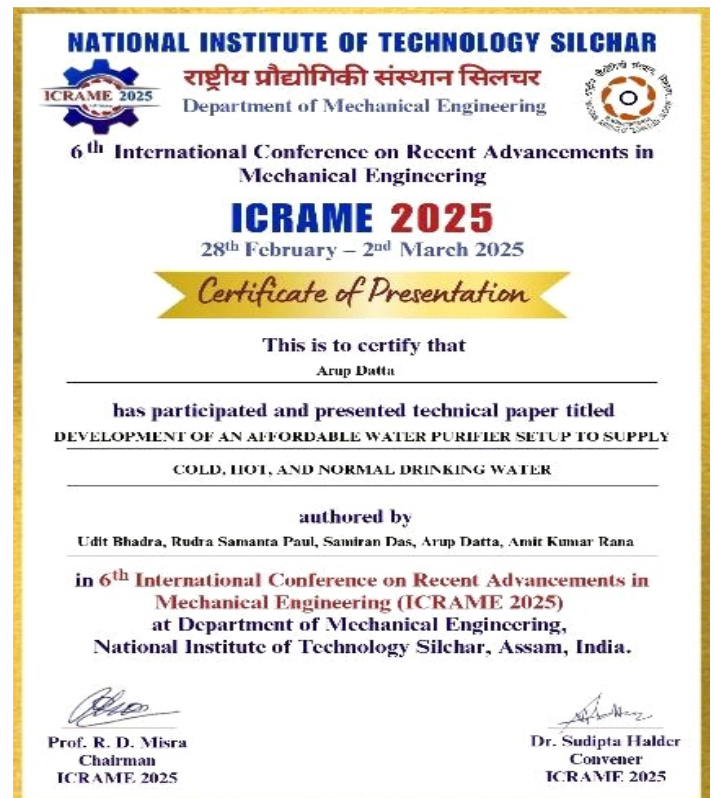 NATIONAL INSTITUTE OF TECHNOLOGY SILCHAR
राष्ट्रीय प्रौद्योगिकी संस्थान सिलचर
ICRAME 2025
Department of Mechanical Engineering
6th International Conference on Recent Advancements in
Mechanical Engineering
ICRAME 2025
28th February – 2nd March 2025
Certificate of Presentation
This is to certify that
Arup Datta
has participated and presented technical paper titled
DEVELOPMENT OF AN AFFORDABLE WATER PURIFIER SETUP TO SUPPLY
COLD, HOT, AND NORMAL DRINKING WATER
authored by
Udit Bhadra, Rudra Samanta Paul, Samiran Das, Arup Datta, Amit Kumar Rana
in 6th International Conference on Recent Advancements in
Mechanical Engineering (ICRAME 2025)
at Department of Mechanical Engineering,
National Institute of Technology Silchar, Assam, India.
Prof. R. D. Misra
Chairman
ICRAME 2025
Dr. Sudipta Halder
Convener
ICRAME 2025